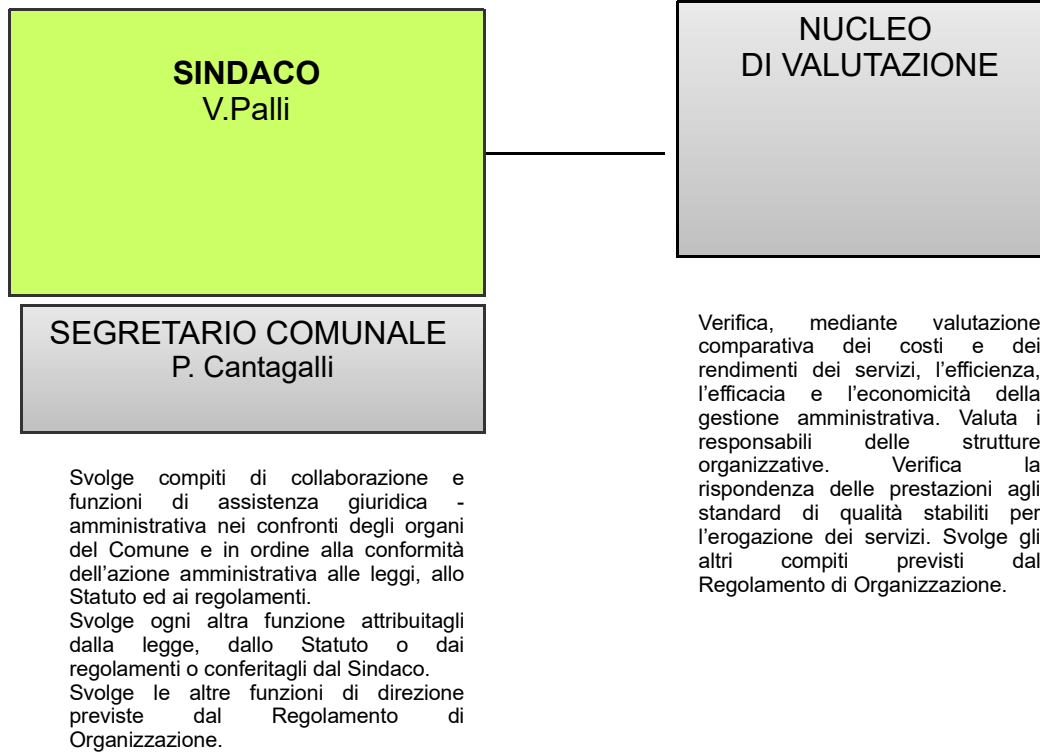 SINDACO
V.Palli
NUCLEO
DI VALUTAZIONE
SEGRETARIO COMUNALE
P. Cantagalli
Svolge compiti di collaborazione e
funzioni di assistenza giuridica -
amministrativa nei confronti degli organi
del Comune e in ordine alla conformità
dell'azione amministrativa alle leggi, allo
Statuto ed ai regolamenti.
Svolge ogni altra funzione attribuitagli
dalla legge, dallo Statuto o dai
regolamenti o conferitagli dal Sindaco.
Svolge le altre funzioni di direzione
previste dal Regolamento di
Organizzazione.
Verifica, mediante valutazione
comparativa dei costi e dei
rendimenti dei servizi, l'efficienza,
l'efficacia e l'economicità della
gestione amministrativa. Valuta i
responsabili delle strutture
organizzative. Verifica la
rispondenza delle prestazioni agli
standard di qualità stabiliti per
l'erogazione dei servizi. Svolge gli
altri compiti previsti dal
Regolamento di Organizzazione.